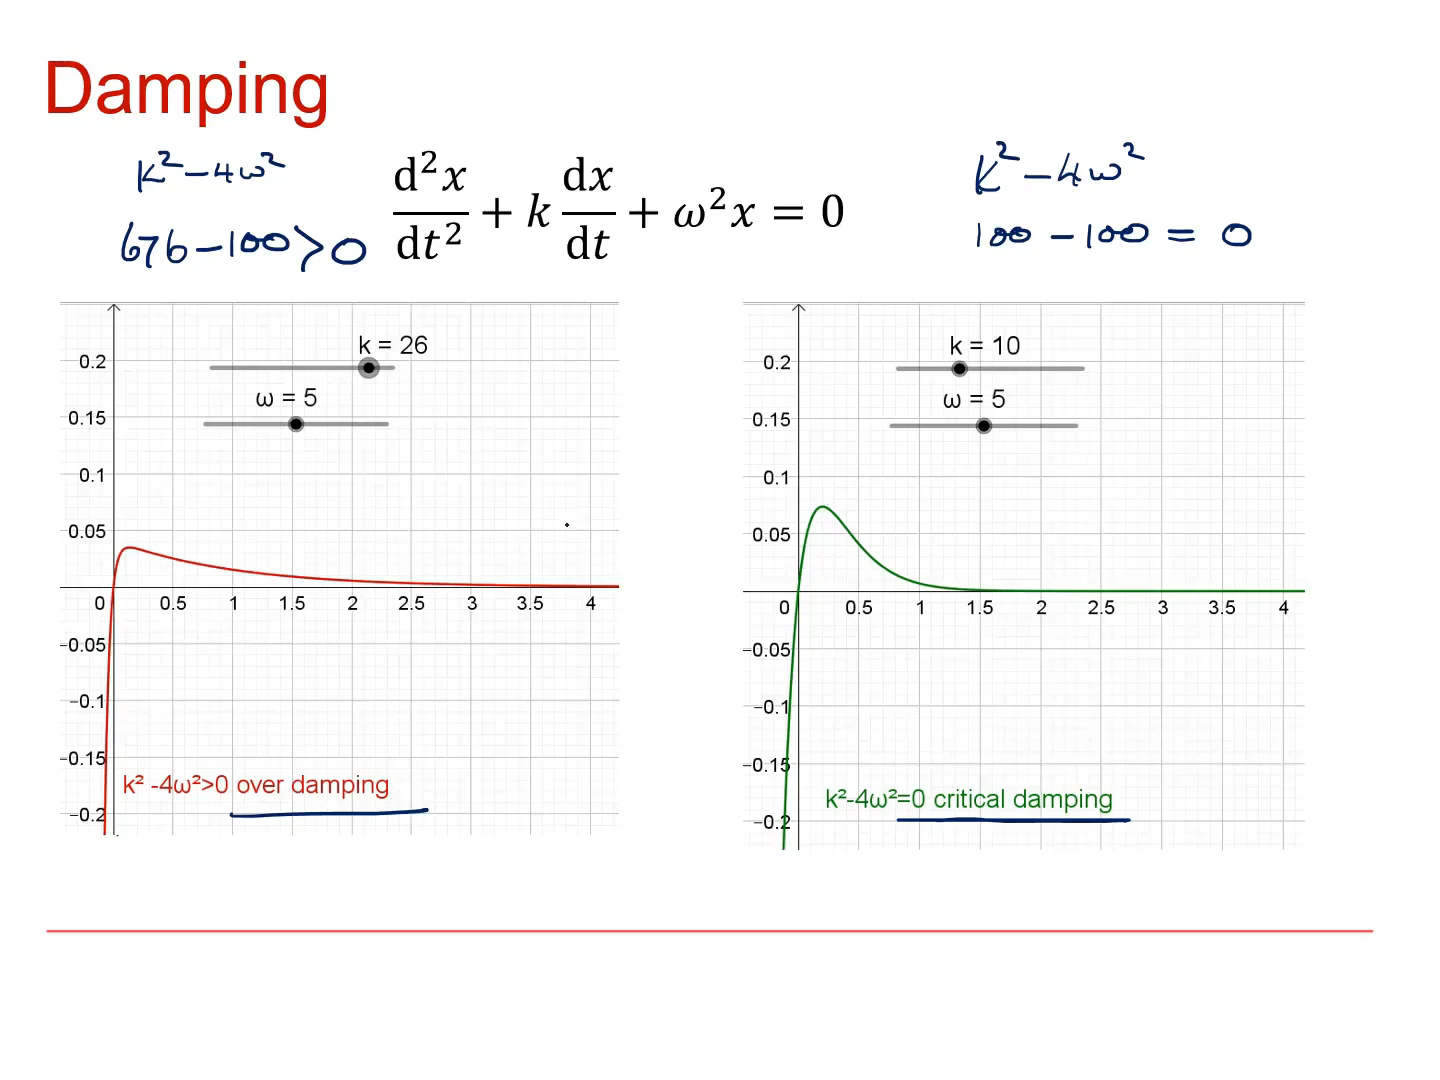 Damping
k² – 4ω²
676 – 100 > 0
d²x/dt² + k dx/dt + ω²x = 0
k² – 4ω²
100 – 100 = 0
k = 26
ω = 5
0.2
0.15
0.1
0.05
0 0.5 1 1.5 2 2.5 3 3.5 4
−0.05
−0.1
−0.15
−0.2
k² -4ω²>0 over damping
k = 10
ω = 5
0.2
0.15
0.1
0.05
0 0.5 1 1.5 2 2.5 3 3.5 4
−0.05
−0.1
−0.15
−0.2
k²-4ω²=0 critical damping